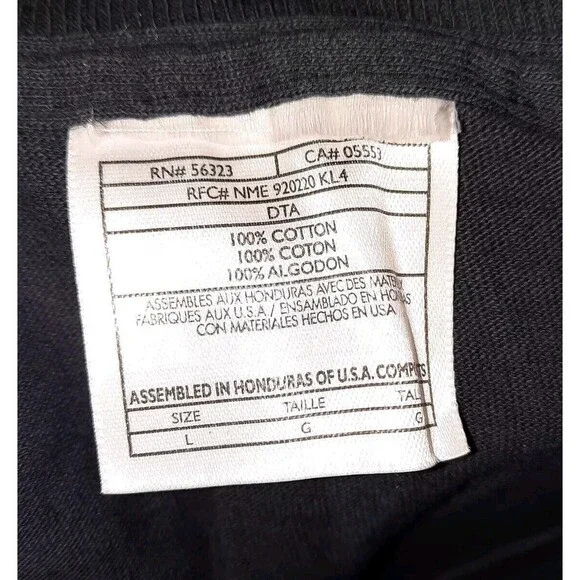 RN# 56323 CA# 05553
RFC# NME 920220 KL4
DTA
100% COTTON
100% COTON
100% ALGODON
ASSEMBLES AUX HONDURAS AVEC DES
FABRIQUES AUX U.S.A./ ENSAMBLADO EN
CON MATERIALES HECHOS EN USA
ASSEMBLED IN HONDURAS OF U.S.A.
SIZE TAILLE
L G G